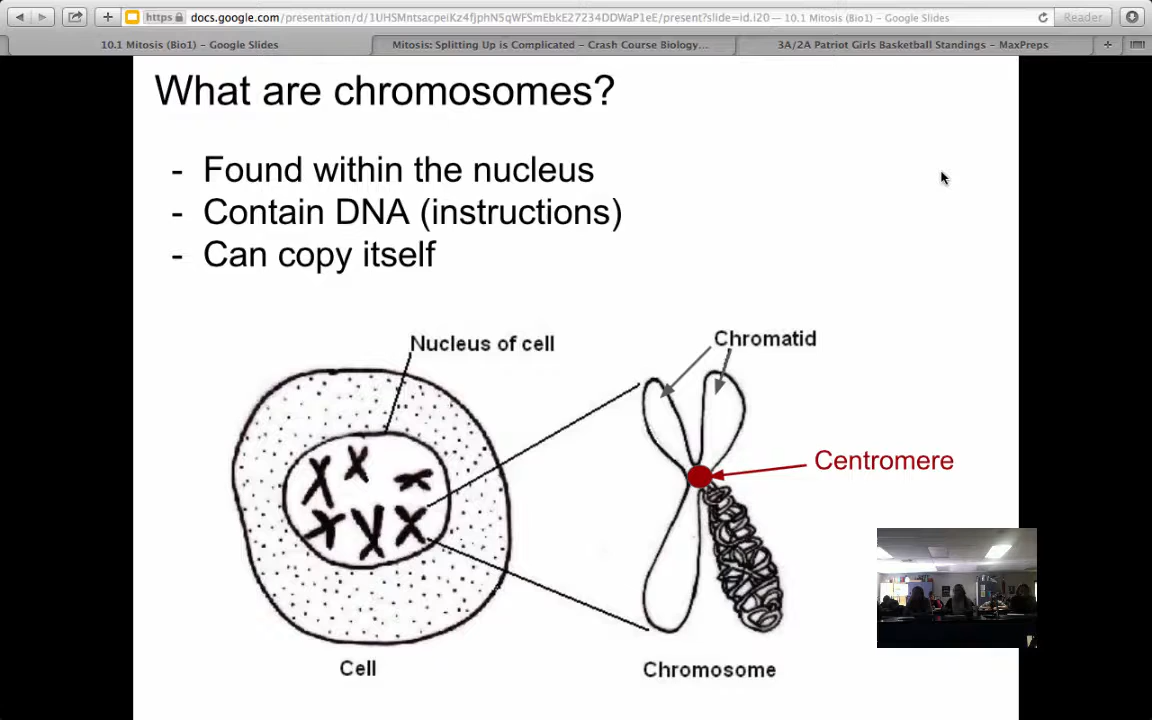 https docs.google.com/presentation/d/1UHSMntsacpeiKz4fjphN5qWFSmEbkE27234DDWaP1eE/present?slide=id.i20 — 10.1 Mitosis (Bio1) – Google Slides
Reader
10.1 Mitosis (Bio1) – Google Slides
Mitosis: Splitting Up is Complicated – Crash Course Biology...
3A/2A Patriot Girls Basketball Standings – MaxPreps
What are chromosomes?
- Found within the nucleus
- Contain DNA (instructions)
- Can copy itself
Nucleus of cell
Chromatid
Centromere
Cell
Chromosome